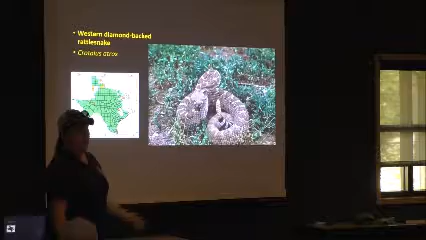 • Western diamond-backed
rattlesnake
• Crotalus atrox